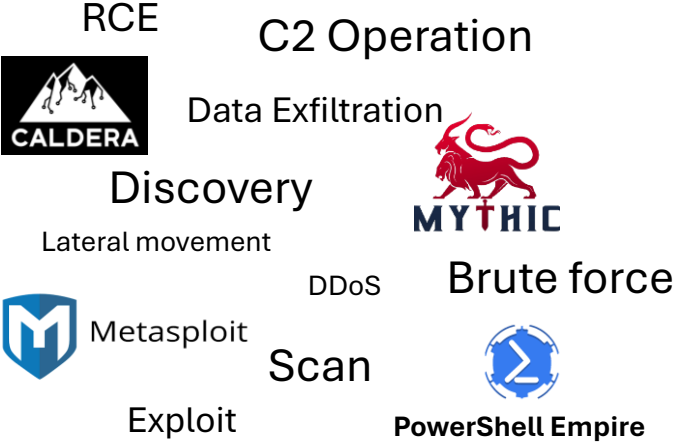 RCE
C2 Operation
CALDERA
Data Exfiltration
Discovery
MYTHIC
Lateral movement
DDoS
Brute force
Metasploit
Scan
Exploit
PowerShell Empire